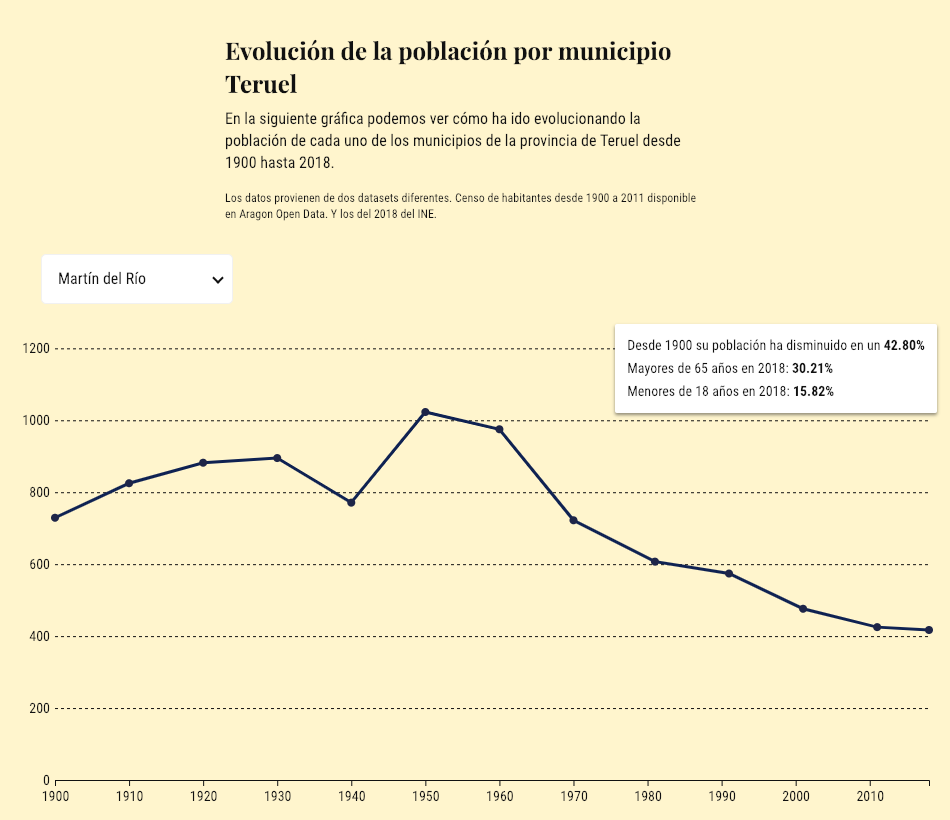 Evolución de la población por municipio
Teruel
En la siguiente gráfica podemos ver cómo ha ido evolucionando la
población de cada uno de los municipios de la provincia de Teruel desde
1900 hasta 2018.
Los datos provienen de dos datasets diferentes. Censo de habitantes desde 1900 a 2011 disponible
en Aragon Open Data. Y los del 2018 del INE.
Martín del Río
Desde 1900 su población ha disminuido en un 42.80%
Mayores de 65 años en 2018: 30.21%
Menores de 18 años en 2018: 15.82%
1200
1000
800
600
400
200
0
1900 1910 1920 1930 1940 1950 1960 1970 1980 1990 2000 2010